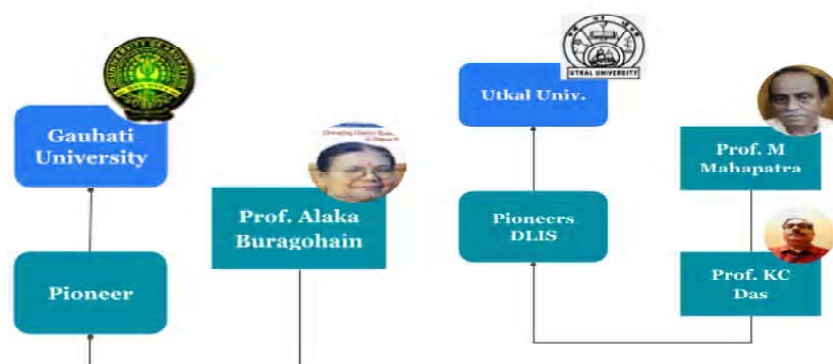 UTKAL UNIVERSITY
Gauhati
University
Utkal Univ.
Prof. M
Mahapatra
Prof. Alaka
Buragohain
Pioneers
DLIS
Pioneer
Prof. KC
Das